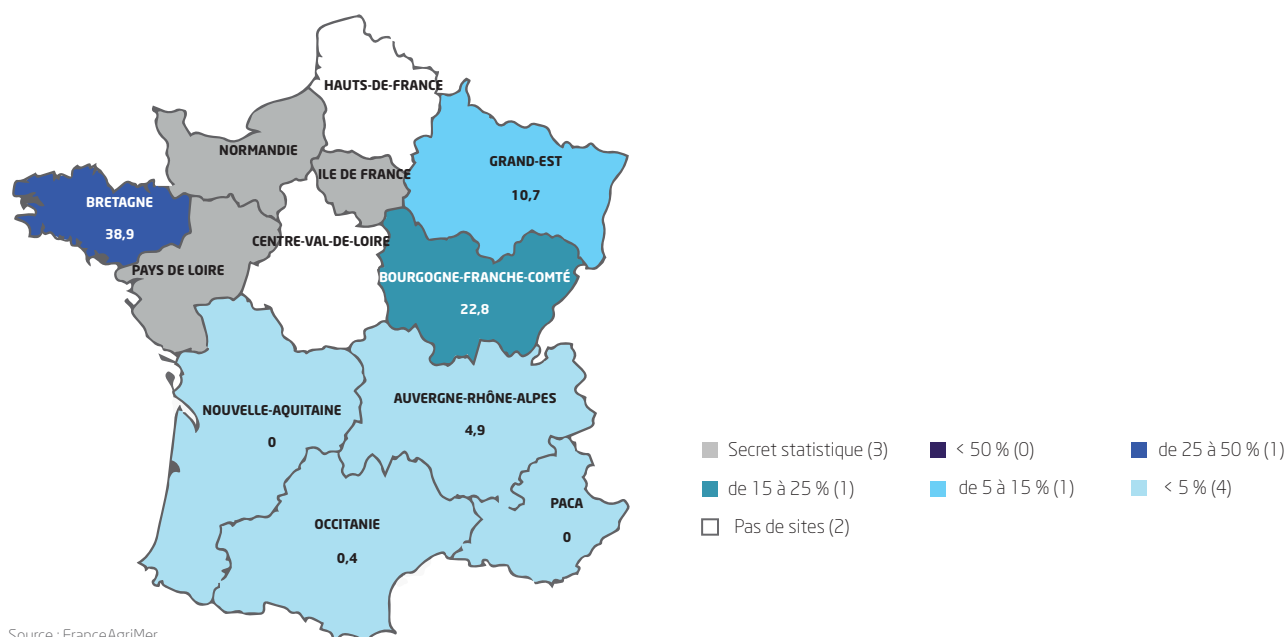 HAUTS-DE-FRANCE
NORMANDIE
ILE DE FRANCE
GRAND-EST
10,7
BRETAGNE
38,9
CENTRE-VAL-DE-LOIRE
PAYS DE LOIRE
BOURGOGNE-FRANCHE-COMTÉ
22,8
NOUVELLE-AQUITAINE
0
AUVERGNE-RHÔNE-ALPES
4,9
OCCITANIE
0,4
PACA
0
Secret statistique (3)
< 50 % (0)
de 25 à 50 % (1)
de 15 à 25 % (1)
de 5 à 15 % (1)
< 5 % (4)
Pas de sites (2)
Source : FranceAgriMer